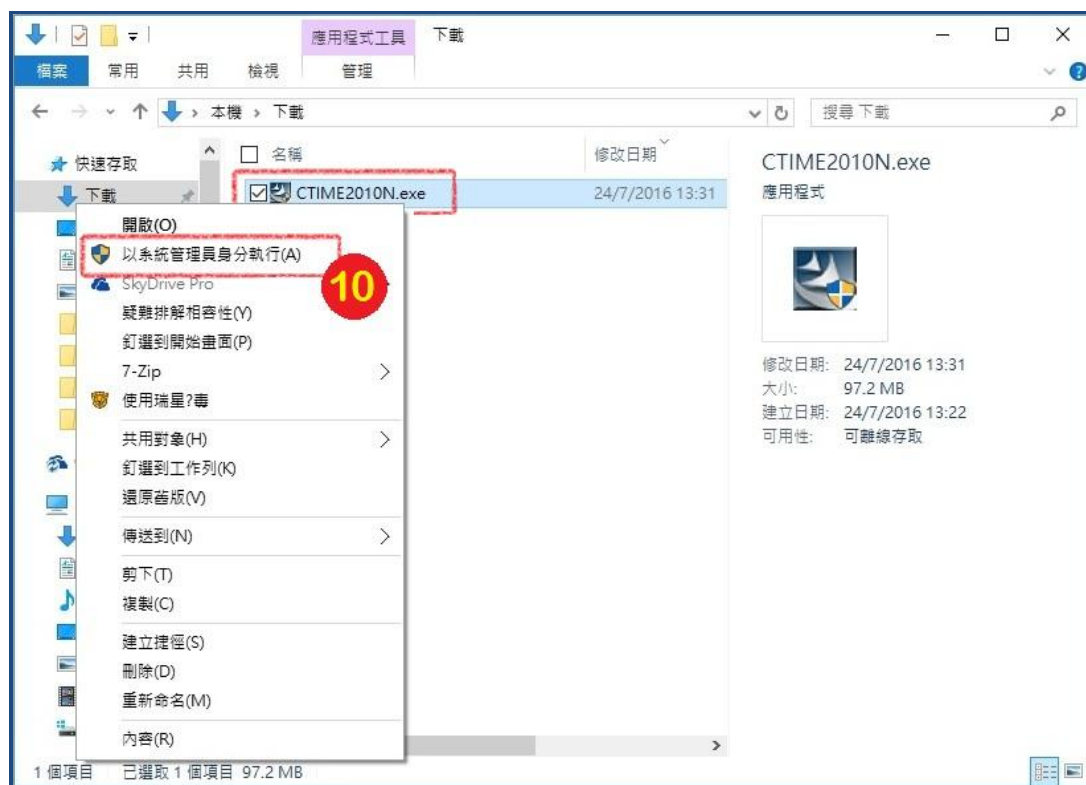 應用程式工具 下載
檔案 常用 共用 檢視 管理
本機 › 下載 搜尋 下載
快速存取
下載
名稱 修改日期
CTIME2010N.exe 24/7/2016 13:31
開啟(O)
以系統管理員身分執行(A)
10
SkyDrive Pro
疑難排解相容性(Y)
釘選到開始畫面(P)
7-Zip
使用瑞星?毒
共用對象(H)
釘選到工作列(K)
還原舊版(V)
傳送到(N)
剪下(T)
複製(C)
建立捷徑(S)
刪除(D)
重新命名(M)
內容(R)
CTIME2010N.exe
應用程式
修改日期: 24/7/2016 13:31
大小: 97.2 MB
建立日期: 24/7/2016 13:22
可用性: 可離線存取
1 個項目 已選取 1 個項目 97.2 MB